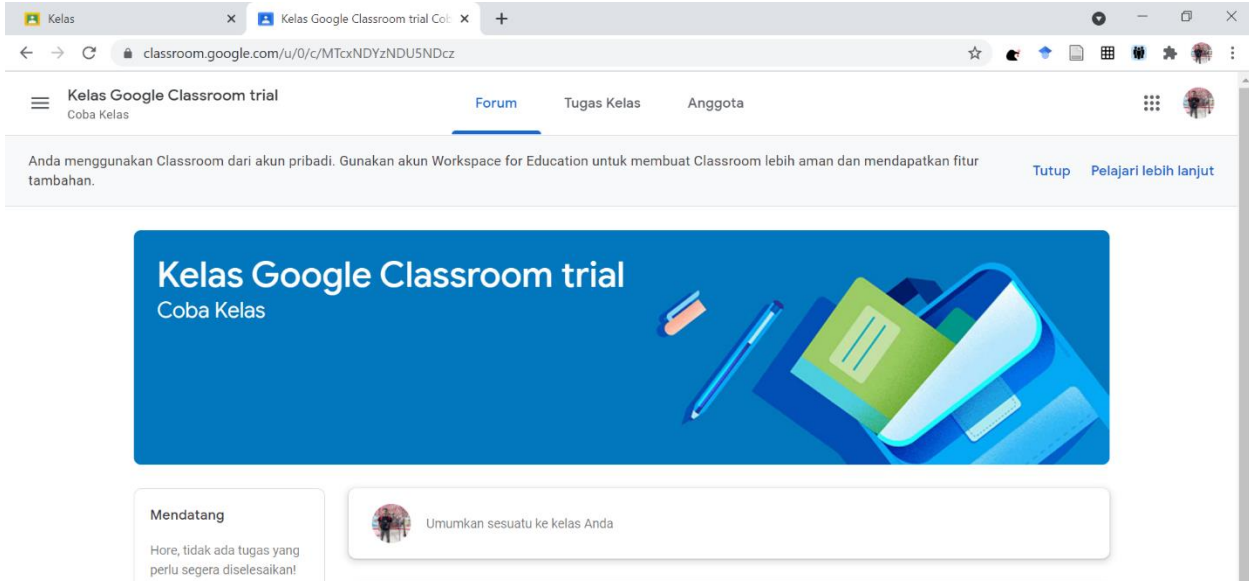 Kelas
Kelas Google Classroom trial Cob
classroom.google.com/u/0/c/MTcxNDYzNDU5NDcz
Kelas Google Classroom trial
Coba Kelas
Forum
Tugas Kelas
Anggota
Anda menggunakan Classroom dari akun pribadi. Gunakan akun Workspace for Education untuk membuat Classroom lebih aman dan mendapatkan fitur
tambahan.
Tutup
Pelajari lebih lanjut
Kelas Google Classroom trial
Coba Kelas
Mendatang
Hore, tidak ada tugas yang
perlu segera diselesaikan!
Umumkan sesuatu ke kelas Anda